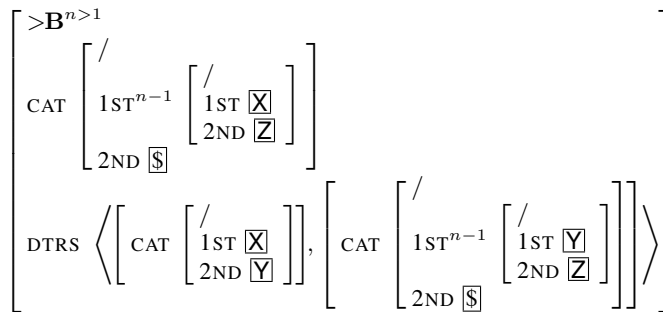 >B^{n>1}
/
CAT 1ST^{n−1} /
1ST X
2ND Z
2ND $
DTRS ⟨ [ CAT [ /
1ST X
2ND Y ] ], [ CAT [ /
1ST^{n−1} [ /
1ST Y
2ND Z ]
2ND $ ] ] ⟩